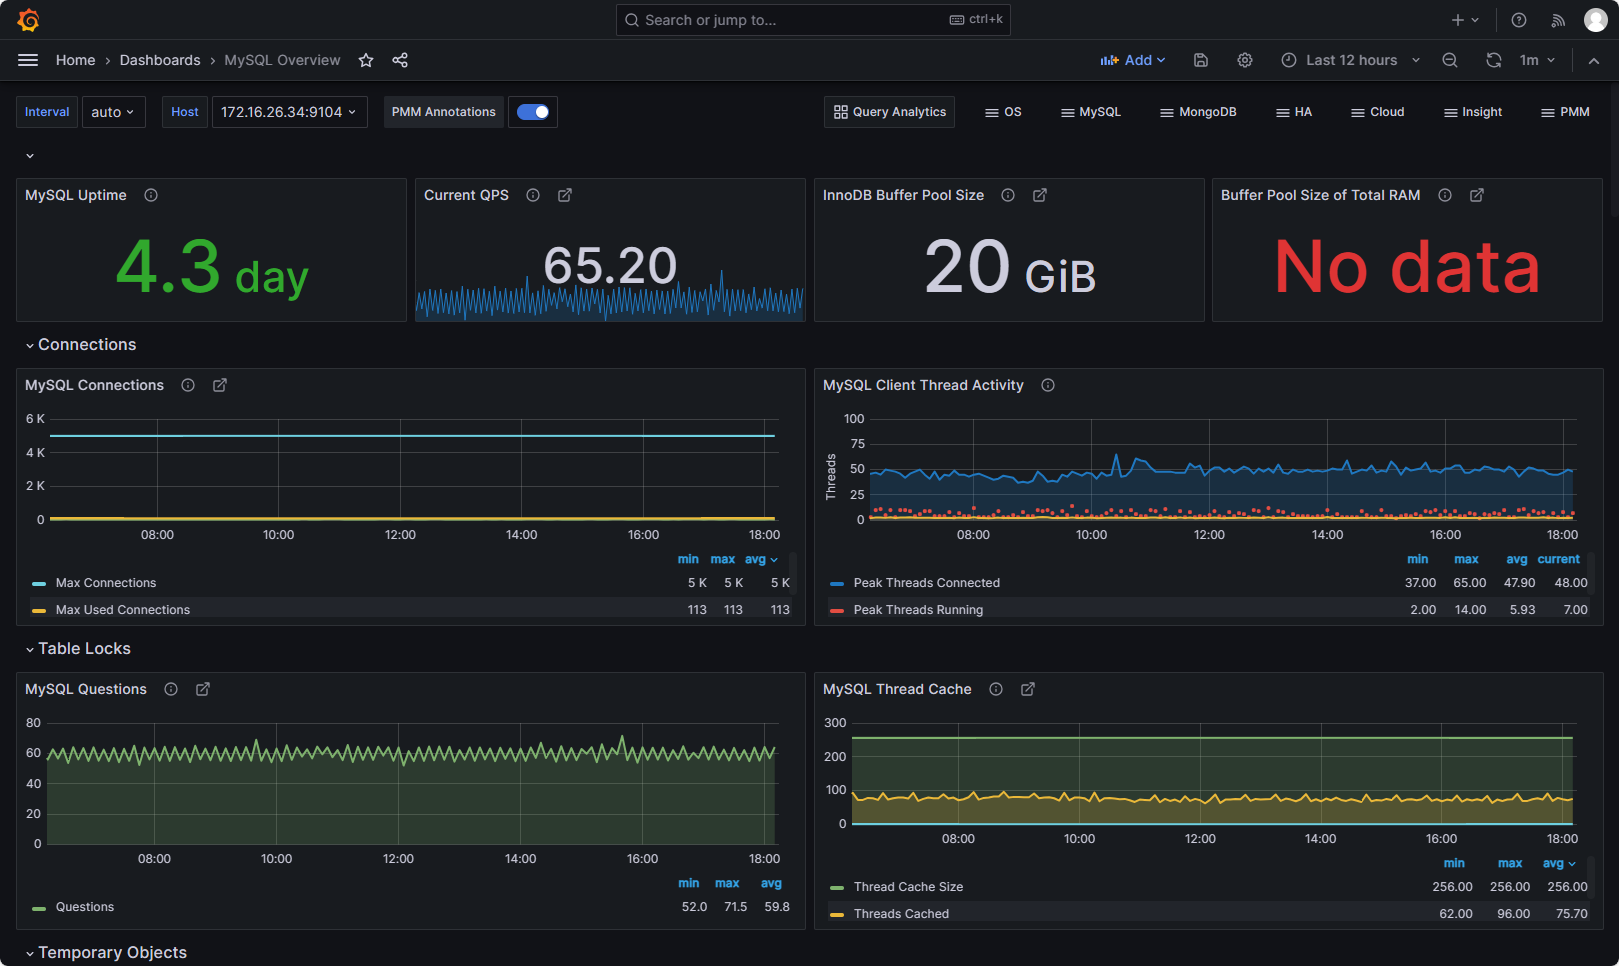 Search or jump to...
ctrl+k
Home › Dashboards › MySQL Overview
Add
Last 12 hours
1m
Interval
auto
Host
172.16.26.34:9104
PMM Annotations
Query Analytics
OS
MySQL
MongoDB
HA
Cloud
Insight
PMM
MySQL Uptime
4.3 day
Current QPS
65.20
InnoDB Buffer Pool Size
20 GiB
Buffer Pool Size of Total RAM
No data
Connections
MySQL Connections
6 K
4 K
2 K
0
08:00 10:00 12:00 14:00 16:00 18:00
min max avg
Max Connections 5 K 5 K 5 K
Max Used Connections 113 113 113
MySQL Client Thread Activity
Threads
100
75
50
25
0
08:00 10:00 12:00 14:00 16:00 18:00
min max avg current
Peak Threads Connected 37.00 65.00 47.90 48.00
Peak Threads Running 2.00 14.00 5.93 7.00
Table Locks
MySQL Questions
80
60
40
20
0
08:00 10:00 12:00 14:00 16:00 18:00
min max avg
Questions 52.0 71.5 59.8
MySQL Thread Cache
300
200
100
0
08:00 10:00 12:00 14:00 16:00 18:00
min max avg
Thread Cache Size 256.00 256.00 256.00
Threads Cached 62.00 96.00 75.70
Temporary Objects